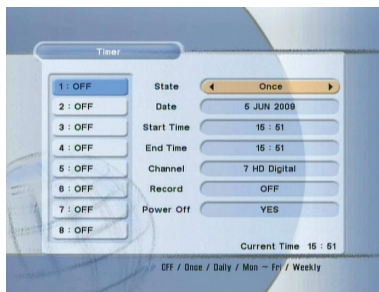 Timer
1 : OFF
2 : OFF
3 : OFF
4 : OFF
5 : OFF
6 : OFF
7 : OFF
8 : OFF
State Once
Date 5 JUN 2009
Start Time 15 : 51
End Time 15 : 51
Channel 7 HD Digital
Record OFF
Power Off YES
Current Time 15 : 51
OFF / Once / Daily / Mon ~ Fri / Weekly